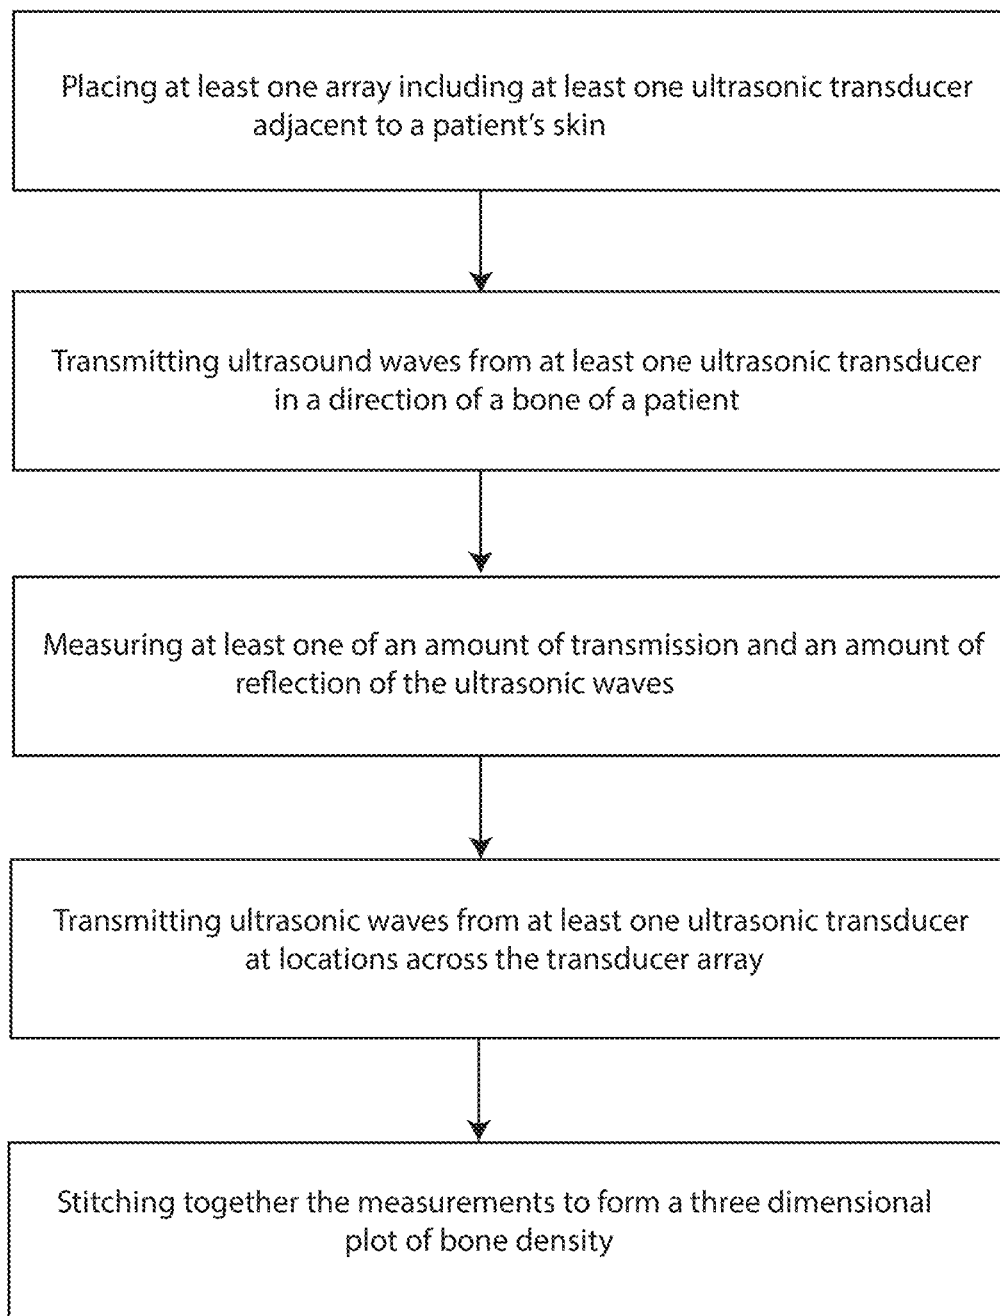 Placing at least one array including at least one ultrasonic transducer
adjacent to a patient's skin
Transmitting ultrasound waves from at least one ultrasonic transducer
in a direction of a bone of a patient
Measuring at least one of an amount of transmission and an amount of
reflection of the ultrasonic waves
Transmitting ultrasonic waves from at least one ultrasonic transducer
at locations across the transducer array
Stitching together the measurements to form a three dimensional
plot of bone density